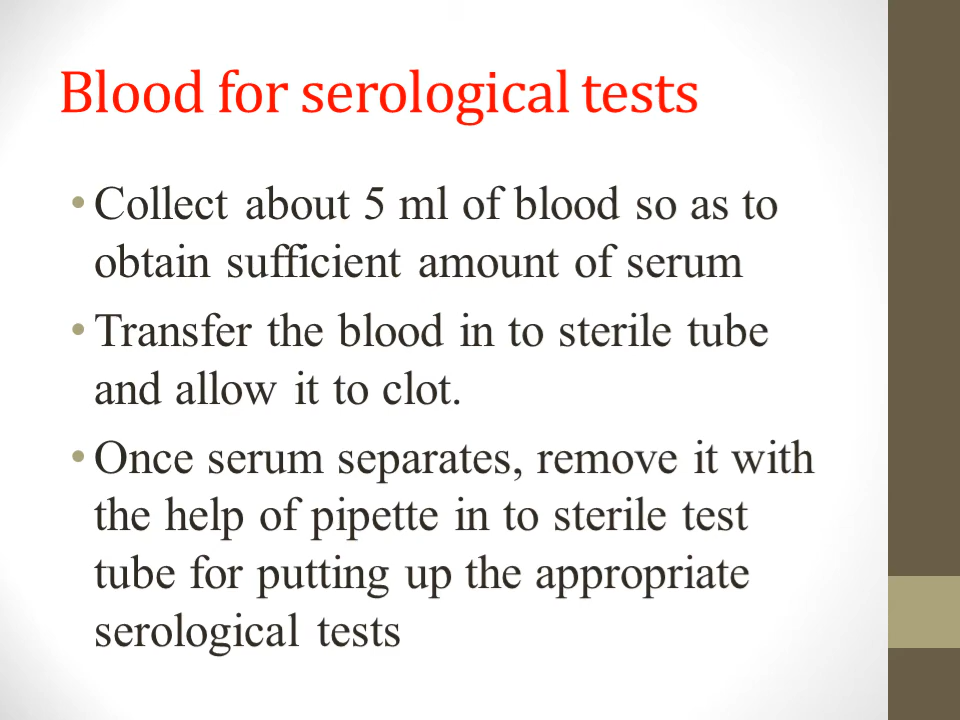 Blood for serological tests
• Collect about 5 ml of blood so as to
obtain sufficient amount of serum
• Transfer the blood in to sterile tube
and allow it to clot.
• Once serum separates, remove it with
the help of pipette in to sterile test
tube for putting up the appropriate
serological tests